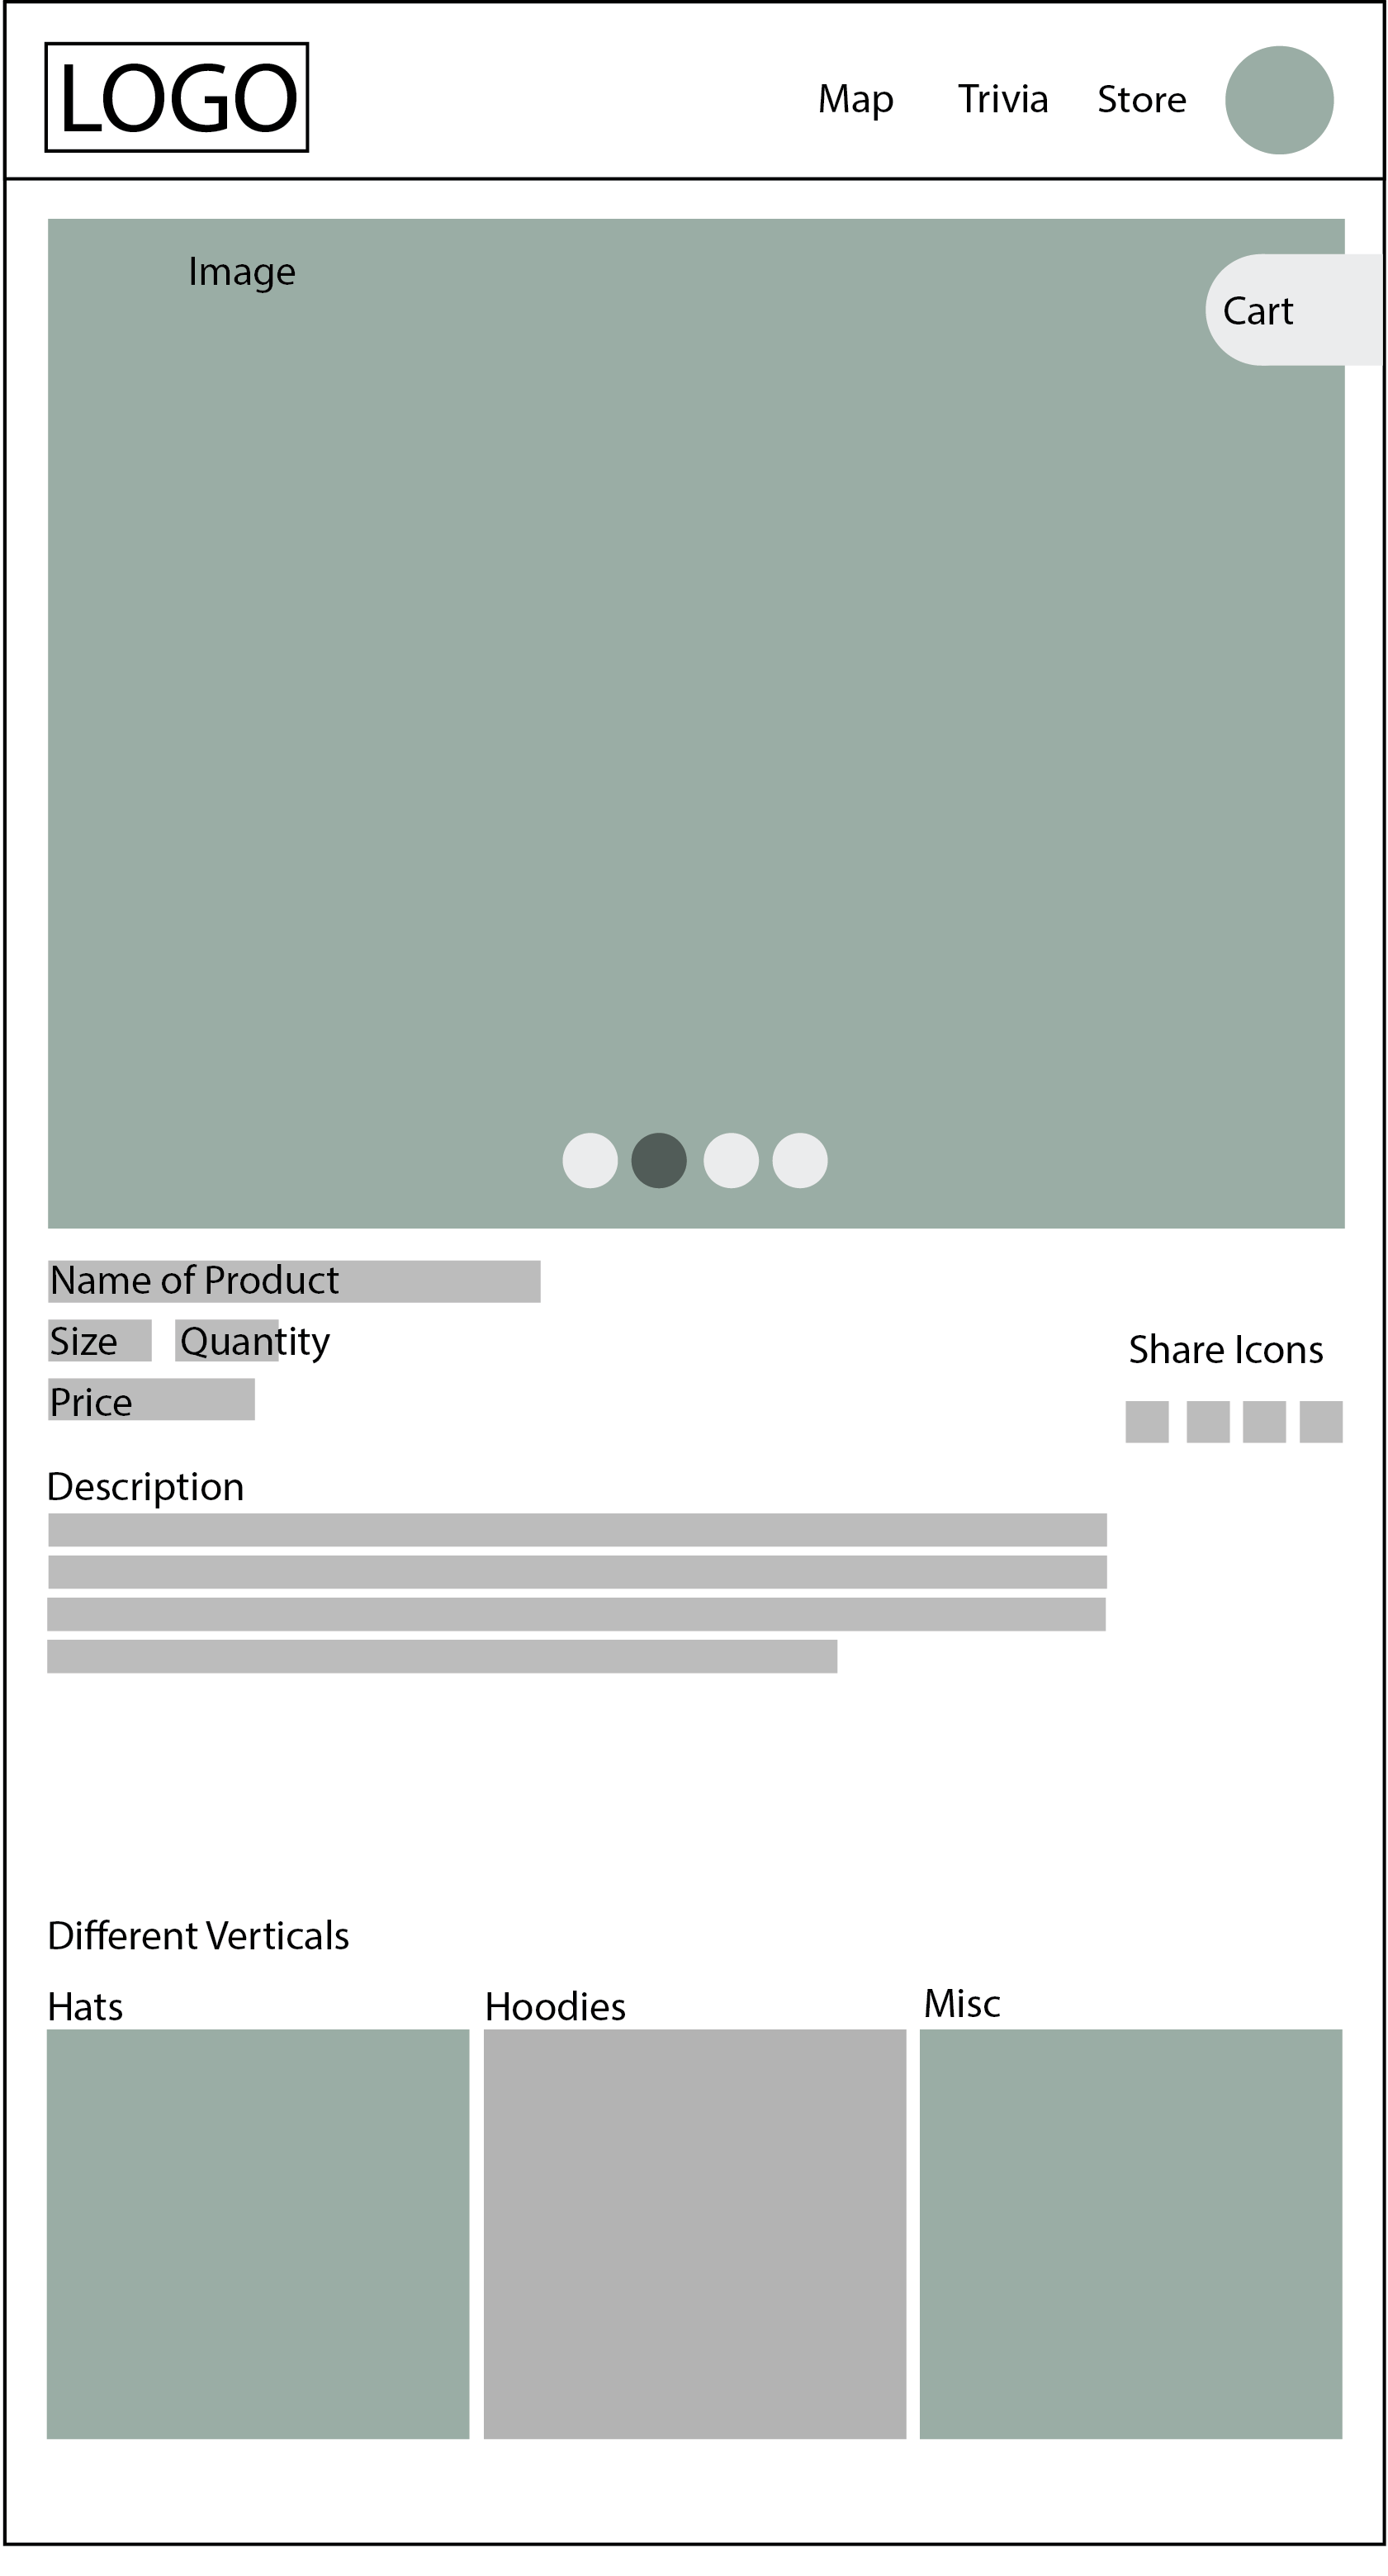 LOGO
Map Trivia Store
Image
Cart
Name of Product
Size Quantity
Share Icons
Price
Description
Different Verticals
Hats Hoodies Misc